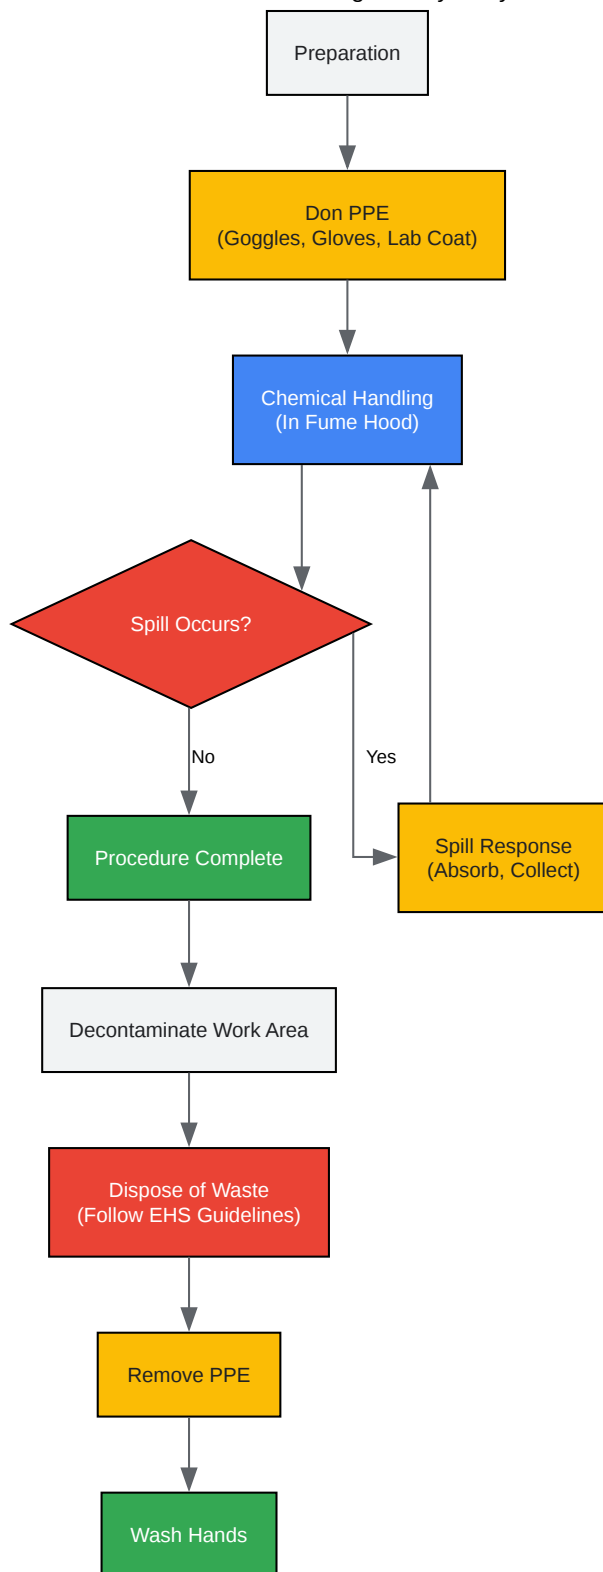 Preparation
Don PPE
(Goggles, Gloves, Lab Coat)
Chemical Handling
(In Fume Hood)
Spill Occurs?
No
Yes
Procedure Complete
Spill Response
(Absorb, Collect)
Decontaminate Work Area
Dispose of Waste
(Follow EHS Guidelines)
Remove PPE
Wash Hands